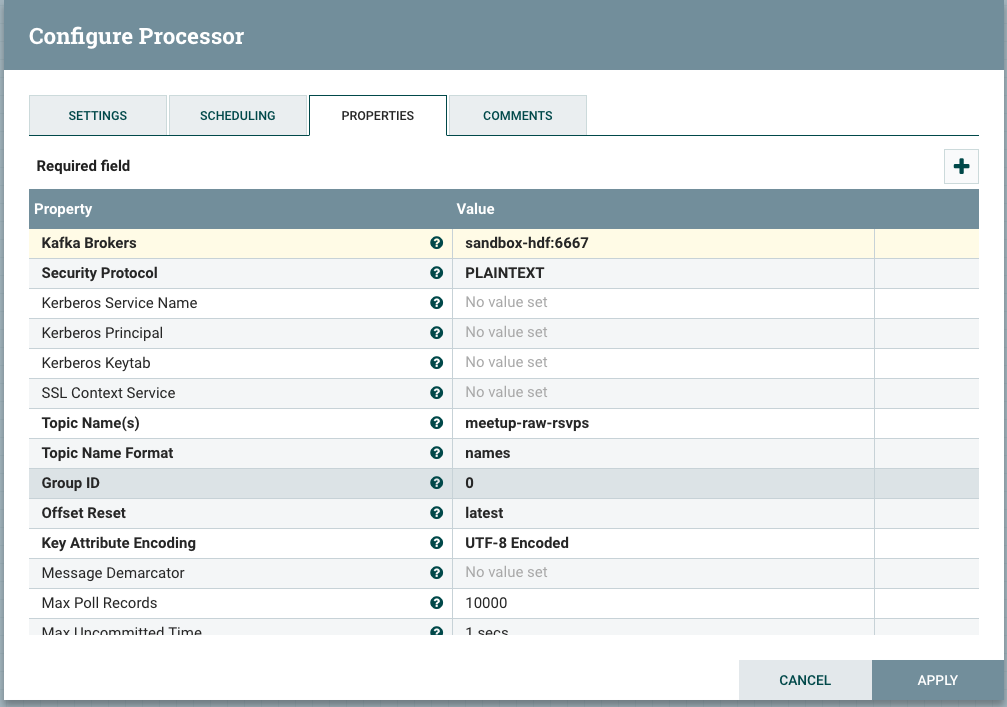 Configure Processor
SETTINGS SCHEDULING PROPERTIES COMMENTS
Required field
Property Value
Kafka Brokers sandbox-hdf:6667
Security Protocol PLAINTEXT
Kerberos Service Name No value set
Kerberos Principal No value set
Kerberos Keytab No value set
SSL Context Service No value set
Topic Name(s) meetup-raw-rsvps
Topic Name Format names
Group ID 0
Offset Reset latest
Key Attribute Encoding UTF-8 Encoded
Message Demarcator No value set
Max Poll Records 10000
Max Uncommitted Time 1 secs
CANCEL APPLY